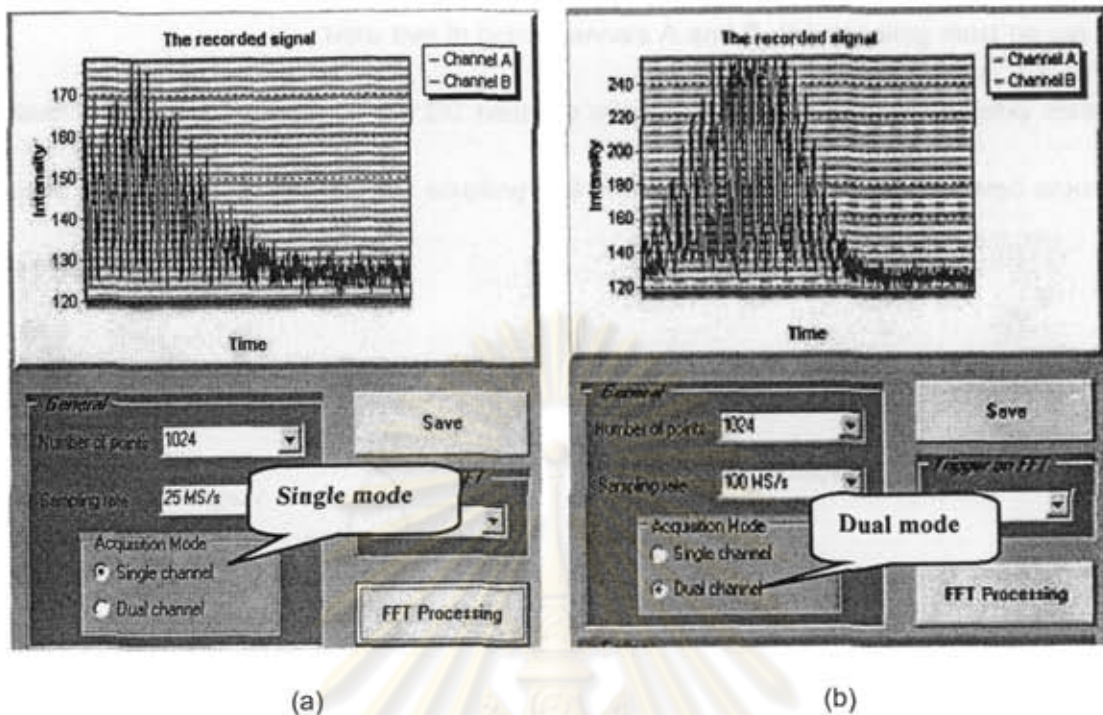 The recorded signal
Channel A
Channel B
170
160
150
140
130
120
Intensity
Time
General
Number of points
1024
Sampling rate
25 MS/s
Single mode
Acquisition Mode
Single channel
Dual channel
Save
FFT Processing
(a)
The recorded signal
Channel A
Channel B
240
220
200
180
160
140
120
Intensity
Time
General
Number of points
1024
Sampling rate
100 MS/s
Dual mode
Acquisition Mode
Single channel
Dual channel
Save
Trigger on FFT
FFT Processing
(b)